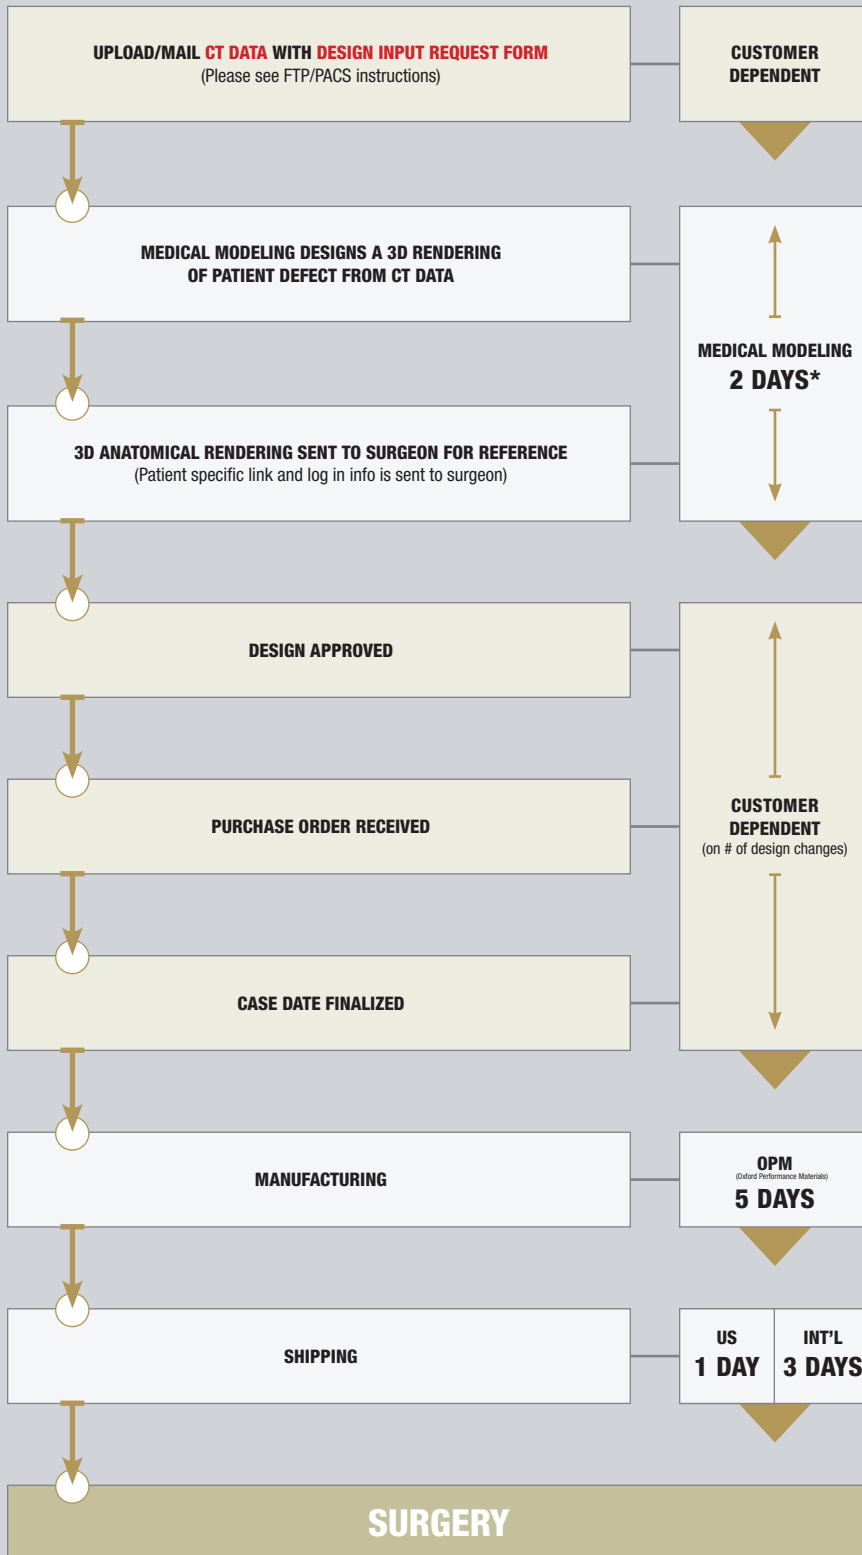 UPLOAD/MAIL CT DATA WITH DESIGN INPUT REQUEST FORM
(Please see FTP/PACS instructions)
CUSTOMER
DEPENDENT
MEDICAL MODELING DESIGNS A 3D RENDERING
OF PATIENT DEFECT FROM CT DATA
MEDICAL MODELING
2 DAYS*
3D ANATOMICAL RENDERING SENT TO SURGEON FOR REFERENCE
(Patient specific link and log in info is sent to surgeon)
DESIGN APPROVED
PURCHASE ORDER RECEIVED
CUSTOMER
DEPENDENT
(on # of design changes)
CASE DATE FINALIZED
MANUFACTURING
OPM
(Oxford Performance Materials)
5 DAYS
SHIPPING
US
1 DAY
INT'L
3 DAYS
SURGERY